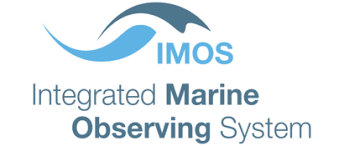 IMOS
Integrated Marine
Observing System